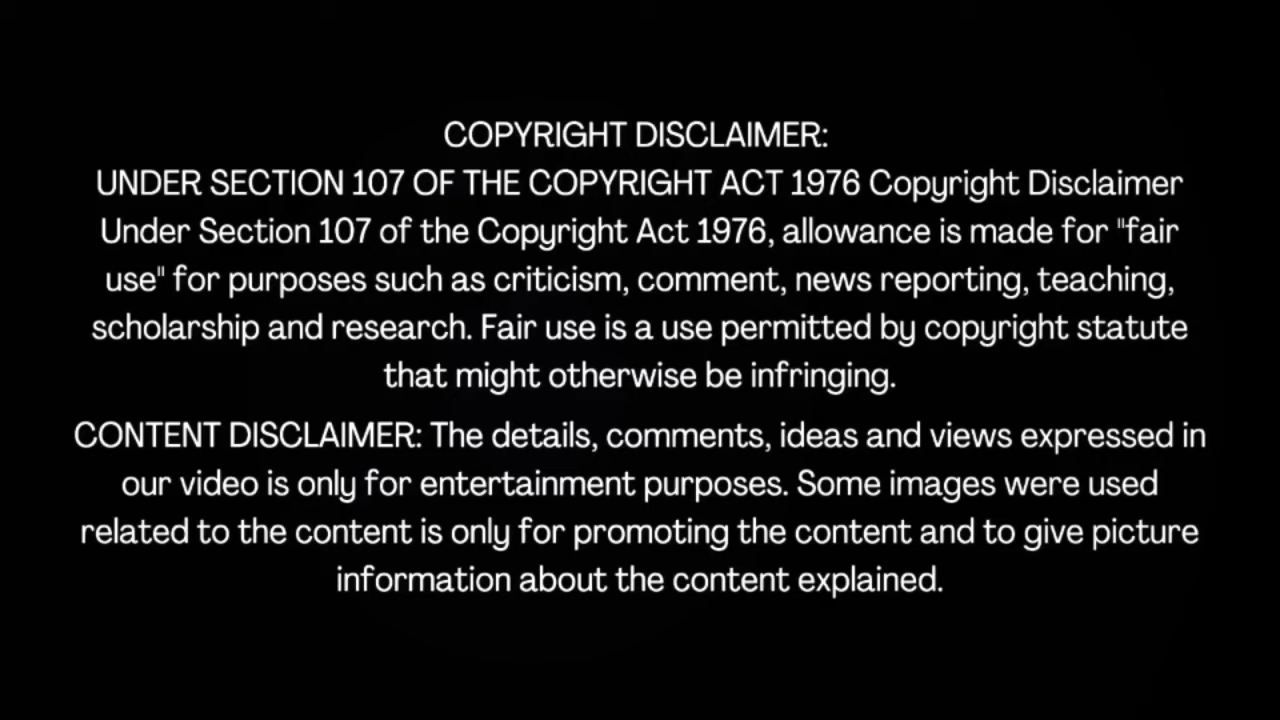 COPYRIGHT DISCLAIMER:
UNDER SECTION 107 OF THE COPYRIGHT ACT 1976 Copyright Disclaimer
Under Section 107 of the Copyright Act 1976, allowance is made for "fair
use" for purposes such as criticism, comment, news reporting, teaching,
scholarship and research. Fair use is a use permitted by copyright statute
that might otherwise be infringing.
CONTENT DISCLAIMER: The details, comments, ideas and views expressed in
our video is only for entertainment purposes. Some images were used
related to the content is only for promoting the content and to give picture
information about the content explained.